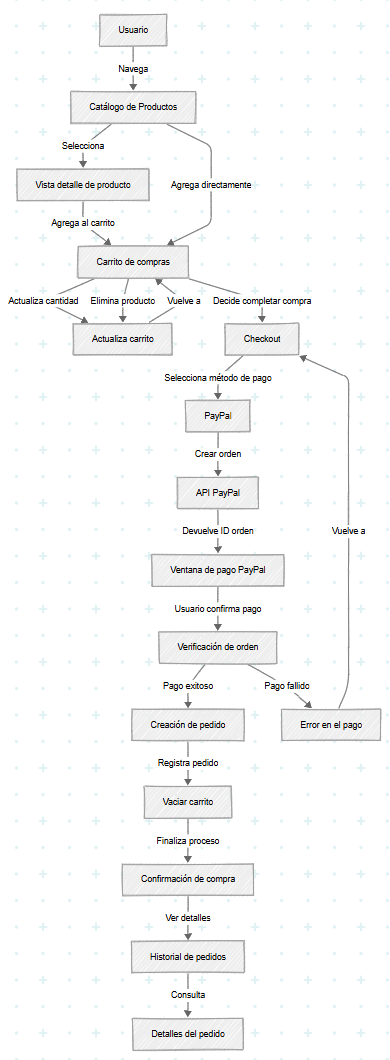 Usuario
Navega
Catálogo de Productos
Selecciona
Vista detalle de producto
Agrega directamente
Agrega al carrito
Carrito de compras
Actualiza cantidad
Elimina producto
Vuelve a
Decide completar compra
Actualiza carrito
Checkout
Selecciona método de pago
PayPal
Crear orden
API PayPal
Devuelve ID orden
Vuelve a
Ventana de pago PayPal
Usuario confirma pago
Verificación de orden
Pago exitoso
Pago fallido
Creación de pedido
Error en el pago
Registra pedido
Vaciar carrito
Finaliza proceso
Confirmación de compra
Ver detalles
Historial de pedidos
Consulta
Detalles del pedido